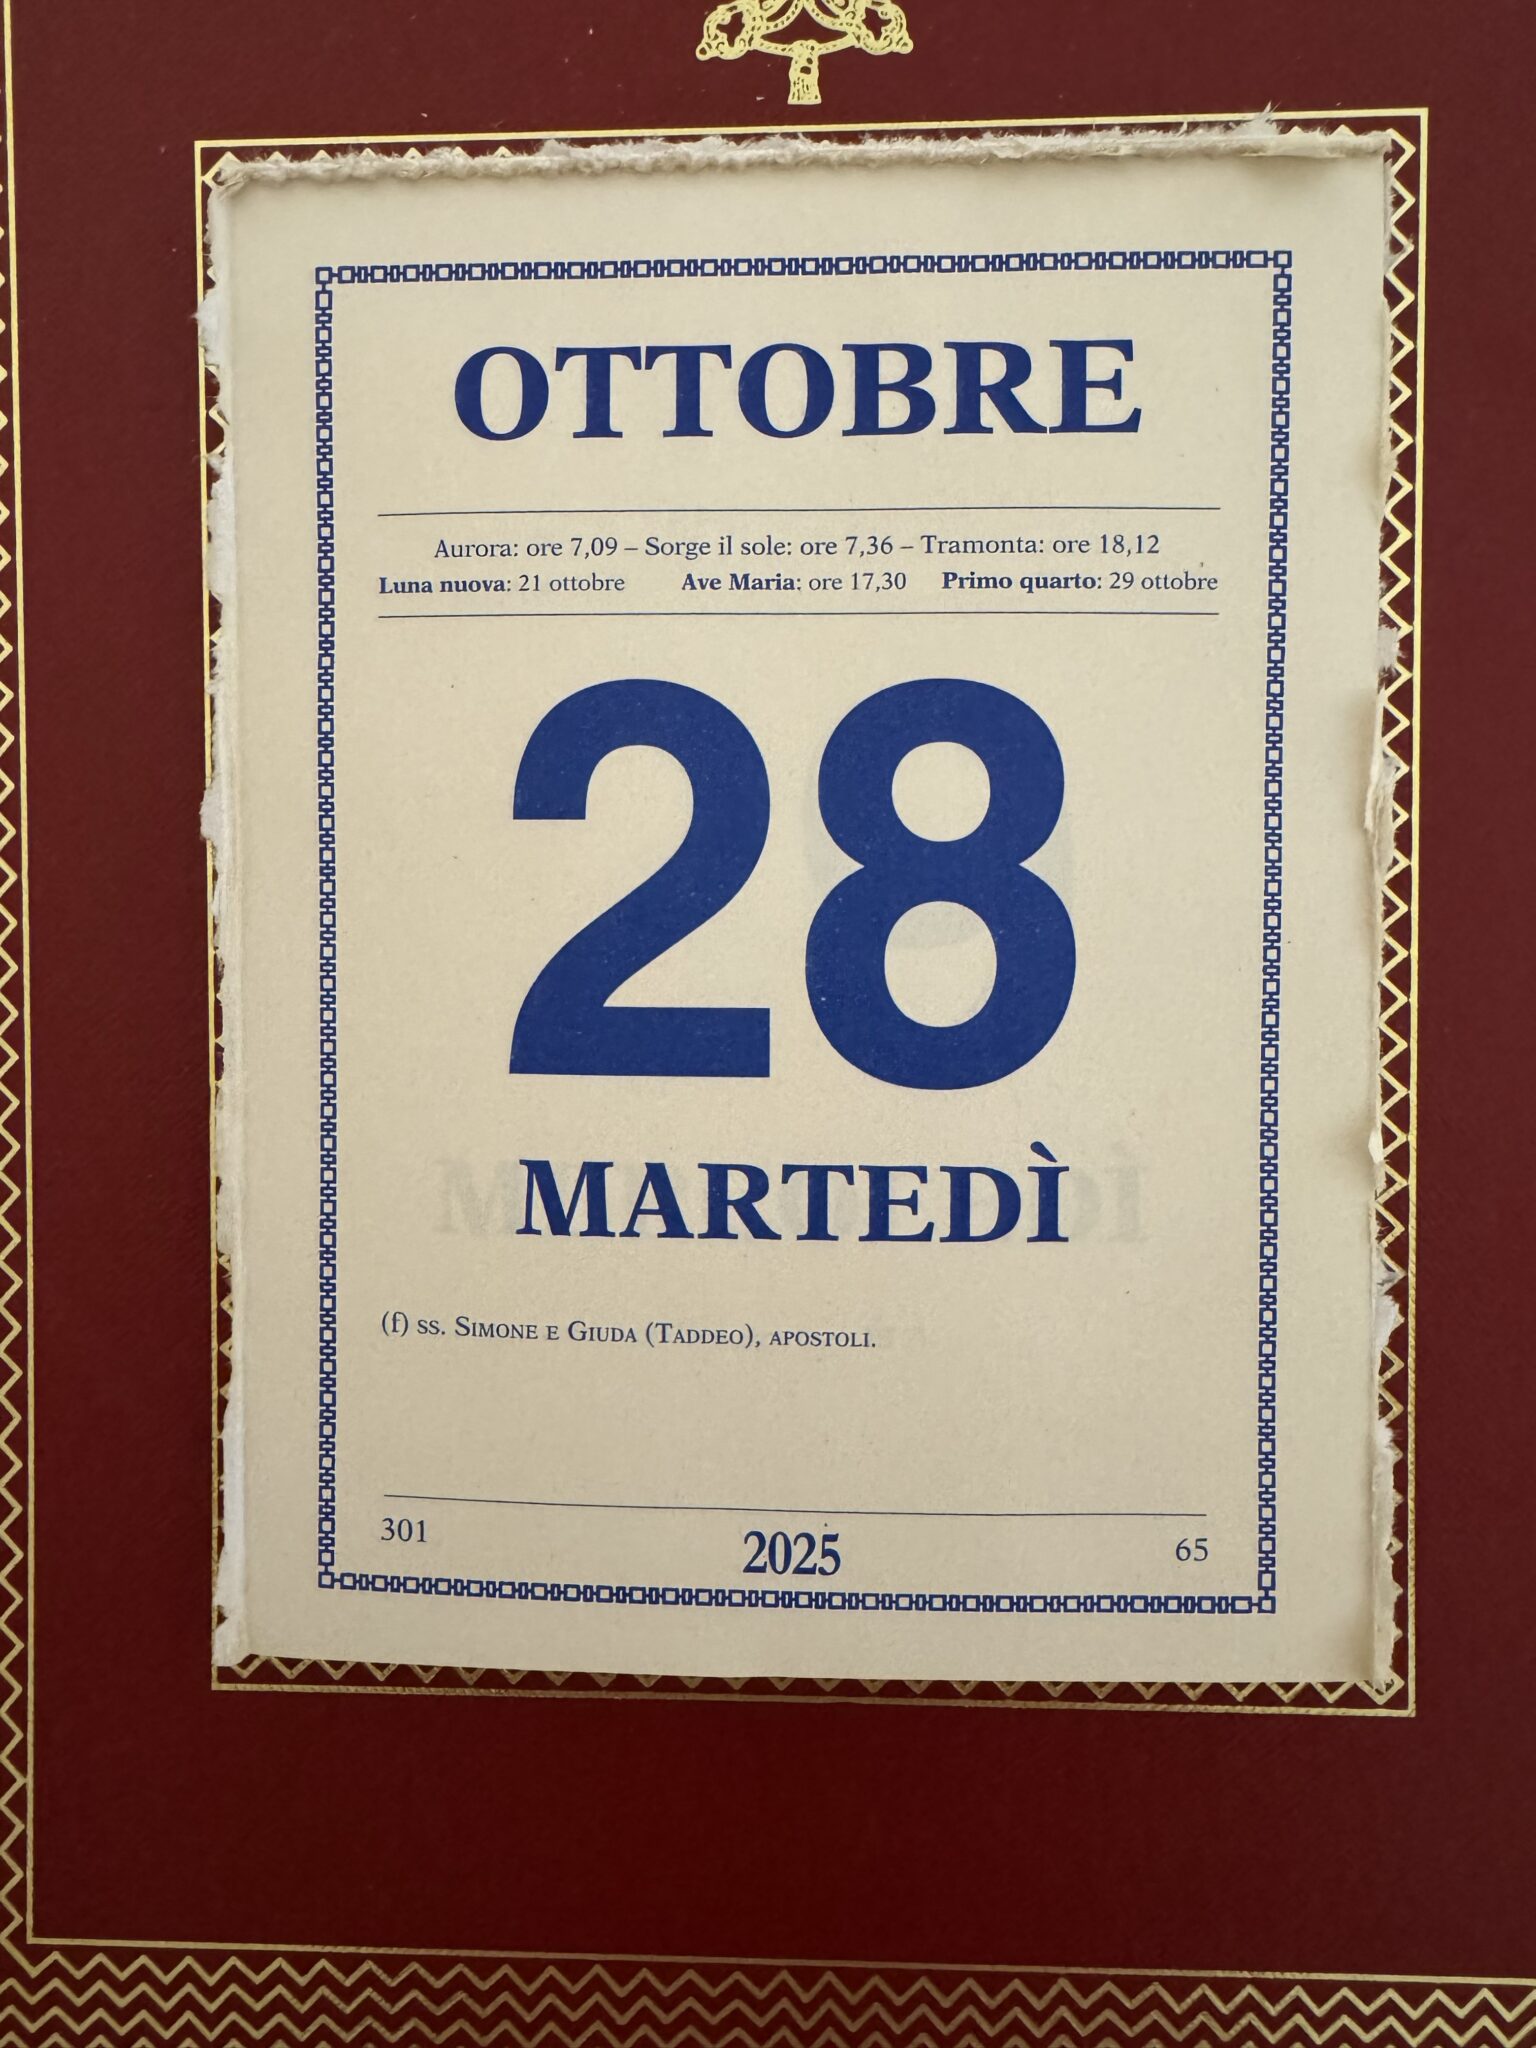 OTTOBRE
Aurora: ore 7,09 – Sorge il sole: ore 7,36 – Tramonta: ore 18,12
Luna nuova: 21 ottobre Ave Maria: ore 17,30 Primo quarto: 29 ottobre
28
MARTEDÌ
(f) ss. Simone e Giuda (Taddeo), apostoli.
301 2025 65